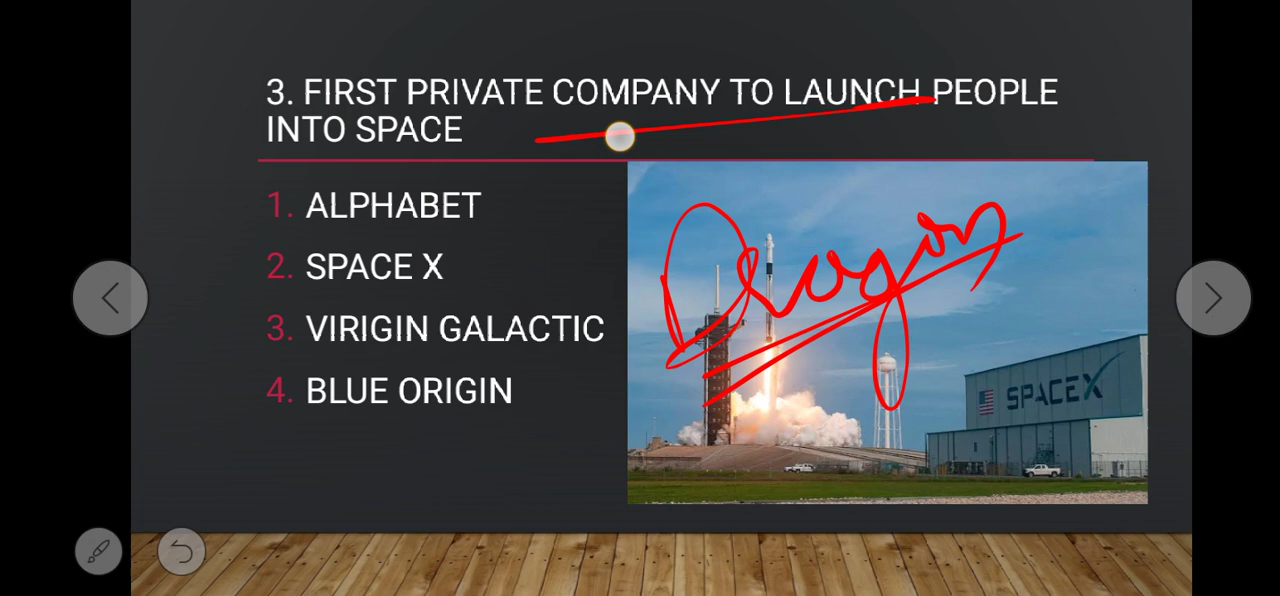 3. FIRST PRIVATE COMPANY TO LAUNCH PEOPLE
INTO SPACE
1. ALPHABET
2. SPACE X
3. VIRIGIN GALACTIC
4. BLUE ORIGIN
Dragon
SPACEX